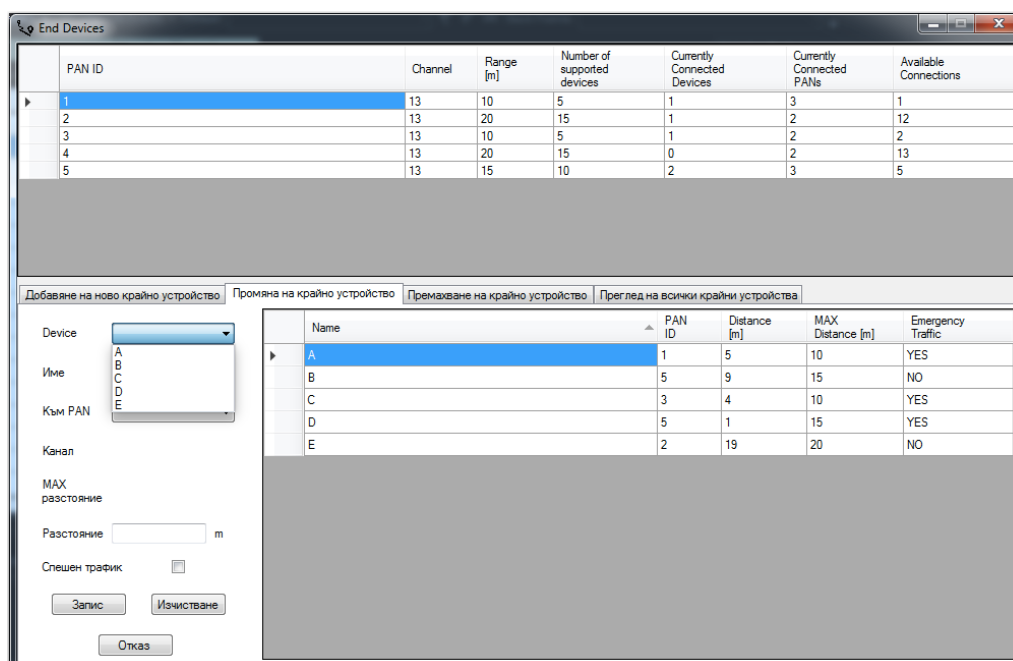 End Devices
PAN ID Channel Range [m] Number of supported devices Currently Connected Devices Currently Connected PANs Available Connections
1 13 10 5 1 3 1
2 13 20 15 1 2 12
3 13 10 5 1 2 2
4 13 20 15 0 2 13
5 13 15 10 2 3 5
Добавяне на ново крайно устройство Промяна на крайно устройство Премахване на крайно устройство Преглед на всички крайни устройства
Device
A
B
C
D
E
Име
Към PAN
Канал
MAX
разстояние
Разстояние m
Спешен трафик
Запис Изчистване
Отказ
Name PAN ID Distance [m] MAX Distance [m] Emergency Traffic
A 1 5 10 YES
B 5 9 15 NO
C 3 4 10 YES
D 5 1 15 YES
E 2 19 20 NO